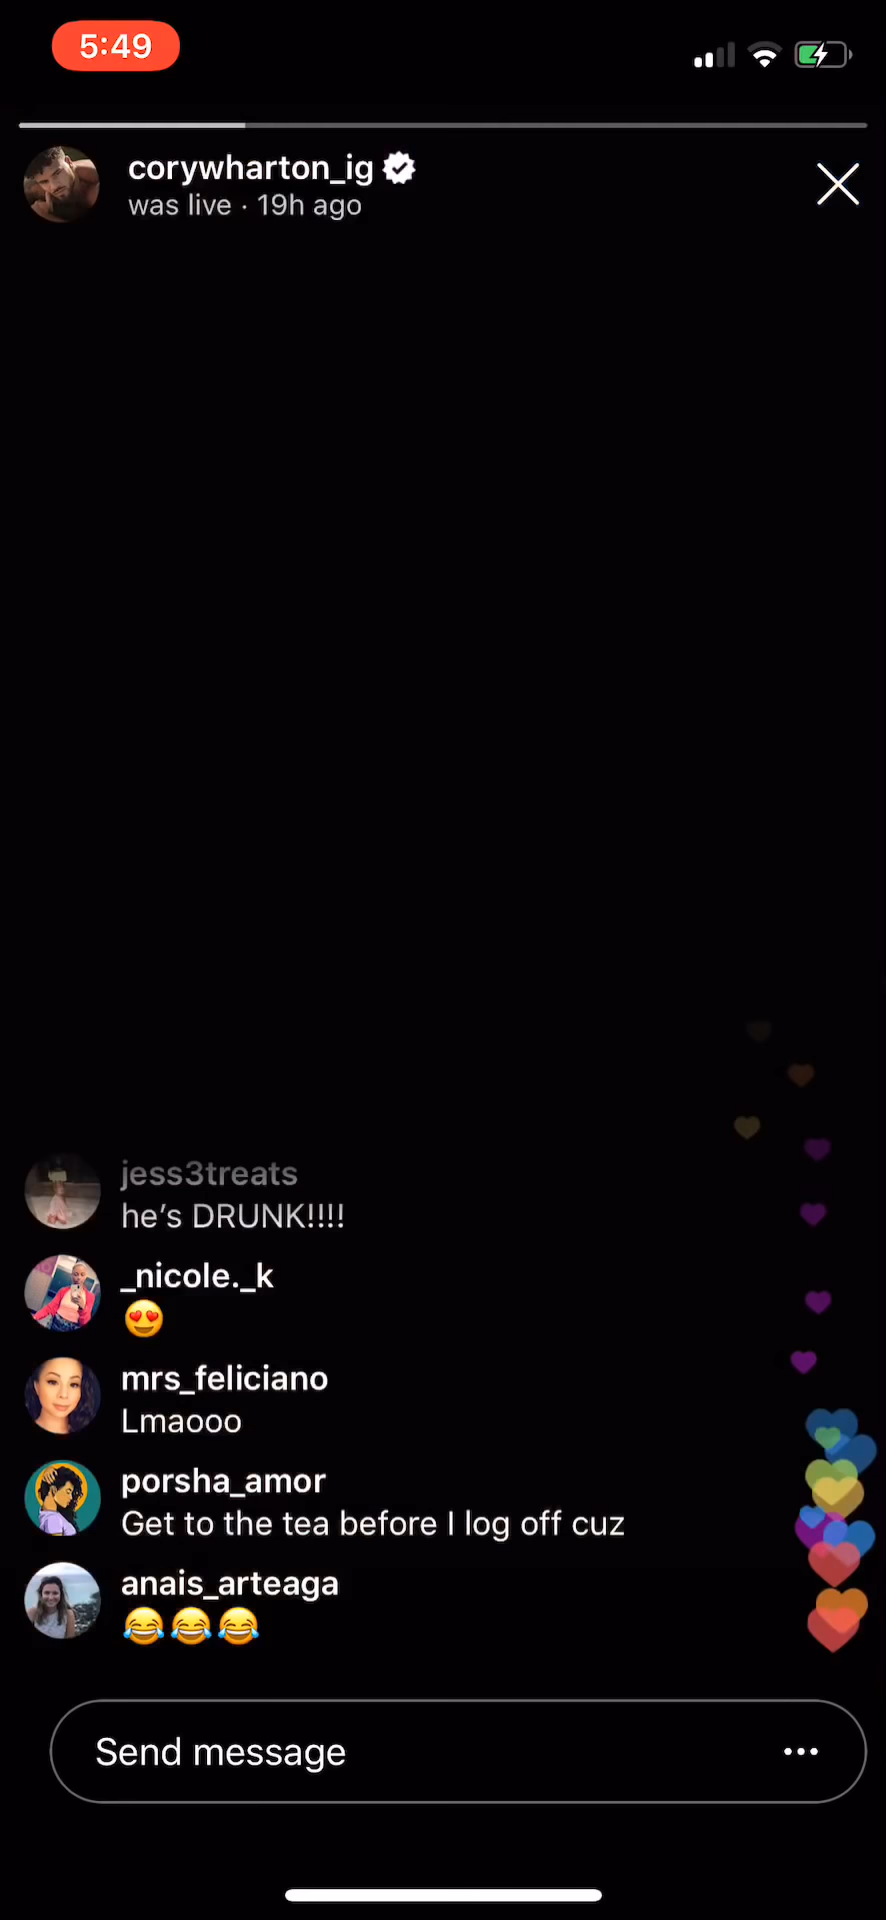 5:49
corywharton_ig
was live · 19h ago
jess3treats
he’s DRUNK!!!!
_nicole._k
😍
mrs_feliciano
Lmaooo
porsha_amor
Get to the tea before I log off cuz
anais_arteaga
😂😂😂
Send message